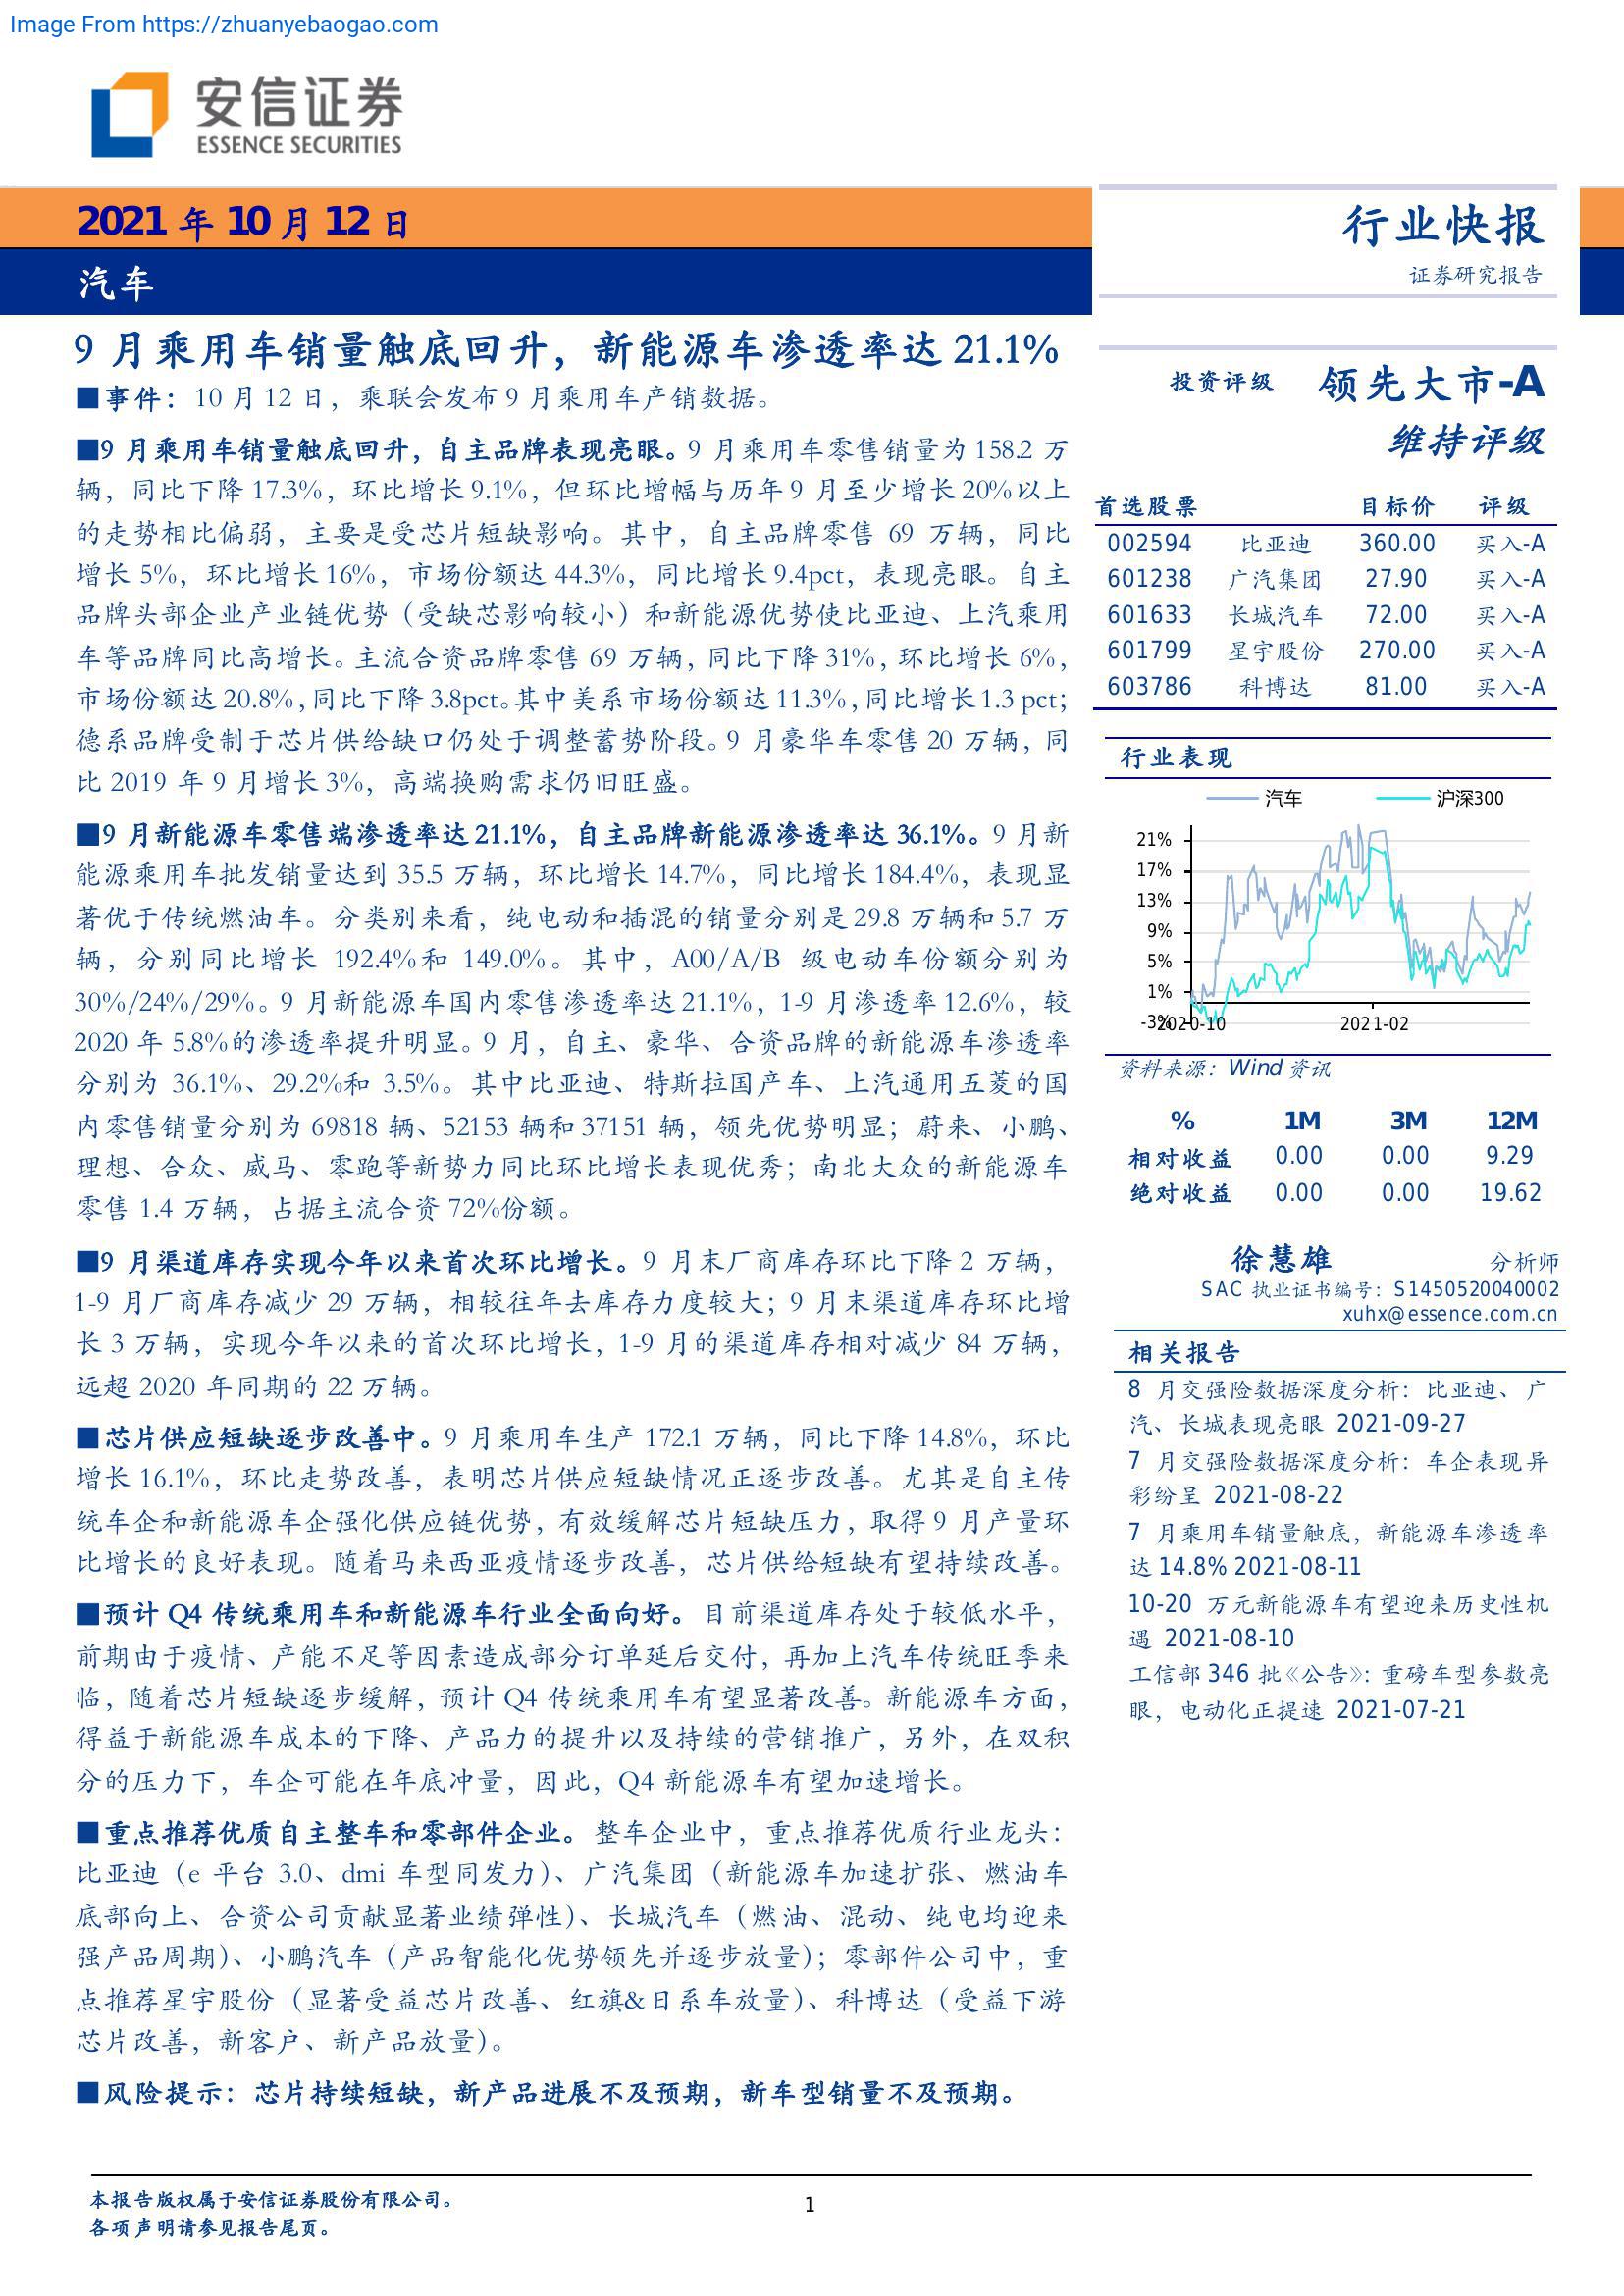 Image From https://zhuanyebaogao.com
安信证券
ESSENCE SECURITIES
2021 年 10 月 12 日
汽车
行业快报
证券研究报告
9 月乘用车销量触底回升，新能源车渗透率达 21.1%
■事件：10 月 12 日，乘联会发布 9 月乘用车产销数据。
■9 月乘用车销量触底回升，自主品牌表现亮眼。9 月乘用车零售销量为 158.2 万
辆，同比下降 17.3%，环比增长 9.1%，但环比增幅与历年 9 月至少增长 20%以上
的走势相比偏弱，主要是受芯片短缺影响。其中，自主品牌零售 69 万辆，同比
增长 5%，环比增长 16%，市场份额达 44.3%，同比增长 9.4pct，表现亮眼。自主
品牌头部企业产业链优势（受缺芯影响较小）和新能源优势使比亚迪、上汽乘用
车等品牌同比高增长。主流合资品牌零售 69 万辆，同比下降 31%，环比增长 6%，
市场份额达 20.8%，同比下降 3.8pct。其中美系市场份额达 11.3%，同比增长 1.3 pct；
德系品牌受制于芯片供给缺口仍处于调整蓄势阶段。9 月豪华车零售 20 万辆，同
比 2019 年 9 月增长 3%，高端换购需求仍旧旺盛。
■9 月新能源车零售端渗透率达 21.1%，自主品牌新能源渗透率达 36.1%。9 月新
能源乘用车批发销量达到 35.5 万辆，环比增长 14.7%，同比增长 184.4%，表现显
著优于传统燃油车。分类别来看，纯电动和插混的销量分别是 29.8 万辆和 5.7 万
辆，分别同比增长 192.4%和 149.0%。其中，A00/A/B 级电动车份额分别为
30%/24%/29%。9 月新能源车国内零售渗透率达 21.1%，1-9 月渗透率 12.6%，较
2020 年 5.8%的渗透率提升明显。9 月，自主、豪华、合资品牌的新能源车渗透率
分别为 36.1%、29.2%和 3.5%。其中比亚迪、特斯拉国产车、上汽通用五菱的国
内零售销量分别为 69818 辆、52153 辆和 37151 辆，领先优势明显；蔚来、小鹏、
理想、合众、威马、零跑等新势力同比环比增长表现优秀；南北大众的新能源车
零售 1.4 万辆，占据主流合资 72%份额。
■9 月渠道库存实现今年以来首次环比增长。9 月末厂商库存环比下降 2 万辆，
1-9 月厂商库存减少 29 万辆，相较往年去库存力度较大；9 月末渠道库存环比增
长 3 万辆，实现今年以来的首次环比增长，1-9 月的渠道库存相对减少 84 万辆，
远超 2020 年同期的 22 万辆。
■芯片供应短缺逐步改善中。9 月乘用车生产 172.1 万辆，同比下降 14.8%，环比
增长 16.1%，环比走势改善，表明芯片供应短缺情况正逐步改善。尤其是自主传
统车企和新能源车企强化供应链优势，有效缓解芯片短缺压力，取得 9 月产量环
比增长的良好表现。随着马来西亚疫情逐步改善，芯片供给短缺有望持续改善。
■预计 Q4 传统乘用车和新能源车行业全面向好。目前渠道库存处于较低水平，
前期由于疫情、产能不足等因素造成部分订单延后交付，再加上汽车传统旺季来
临，随着芯片短缺逐步缓解，预计 Q4 传统乘用车有望显著改善。新能源车方面，
得益于新能源车成本的下降、产品力的提升以及持续的营销推广，另外，在双积
分的压力下，车企可能在年底冲量，因此，Q4 新能源车有望加速增长。
■重点推荐优质自主整车和零部件企业。整车企业中，重点推荐优质行业龙头：
比亚迪（e 平台 3.0、dmi 车型同发力）、广汽集团（新能源车加速扩张、燃油车
底部向上、合资公司贡献显著业绩弹性）、长城汽车（燃油、混动、纯电均迎来
强产品周期）、小鹏汽车（产品智能化优势领先并逐步放量）；零部件公司中，重
点推荐星宇股份（显著受益芯片改善、红旗&日系车放量）、科博达（受益下游
芯片改善，新客户、新产品放量）。
■风险提示：芯片持续短缺，新产品进展不及预期，新车型销量不及预期。
投资评级 领先大市-A
维持评级
首选股票 目标价 评级
002594 比亚迪 360.00 买入-A
601238 广汽集团 27.90 买入-A
601633 长城汽车 72.00 买入-A
601799 星宇股份 270.00 买入-A
603786 科博达 81.00 买入-A
行业表现
汽车 沪深300
21%
17%
13%
9%
5%
1%
-3%
2020-10 2021-02
资料来源：Wind 资讯
% 1M 3M 12M
相对收益 0.00 0.00 9.29
绝对收益 0.00 0.00 19.62
徐慧雄 分析师
SAC 执业证书编号：S1450520040002
xuhx@essence.com.cn
相关报告
8 月交强险数据深度分析：比亚迪、广
汽、长城表现亮眼 2021-09-27
7 月交强险数据深度分析：车企表现异
彩纷呈 2021-08-22
7 月乘用车销量触底，新能源车渗透率
达 14.8% 2021-08-11
10-20 万元新能源车有望迎来历史性机
遇 2021-08-10
工信部 346 批《公告》：重磅车型参数亮
眼，电动化正提速 2021-07-21
本报告版权属于安信证券股份有限公司。
各项声明请参见报告尾页。
1